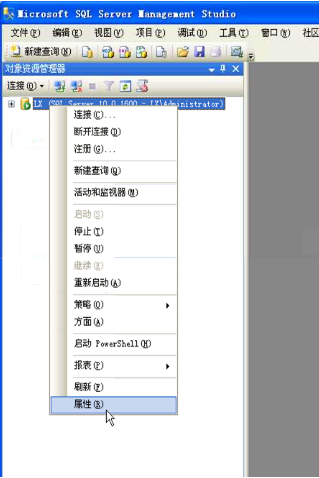 Microsoft SQL Server Management Studio
文件(F) 编辑(E) 视图(V) 项目(P) 调试(D) 工具(T) 窗口(W) 社区
新建查询(N)
对象资源管理器
连接(O)
LX (SQL Server 10.0.1600 - LX\Administrator)
连接(C)...
断开连接(D)
注册(G)...
新建查询(Q)
活动和监视器(M)
启动(S)
停止(T)
暂停(U)
继续(E)
重新启动(A)
策略(O)
方面(A)
启动 PowerShell(H)
报表(P)
刷新(F)
属性(R)